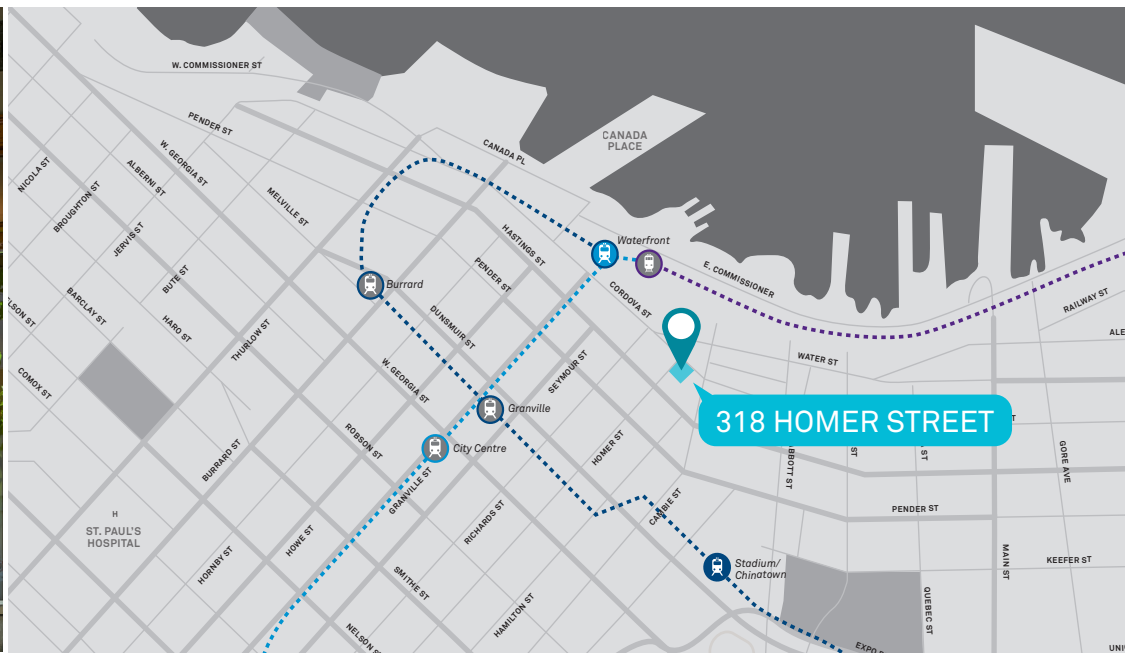 W. COMMISSIONER ST
PENDER ST
W. GEORGIA ST
CANADA
PLACE
CANADA PL
NICOLA ST
ALBERNI ST
BROUGHTON ST
MELVILLE ST
JERVIS ST
HASTINGS ST
Waterfront
E. COMMISSIONER
BUTE ST
PENDER ST
Burrard
CORDOVA ST
RAILWAY ST
BARCLAY ST
HARO ST
THURLOW ST
DUNSMUIR ST
WATER ST
COMOX ST
W. GEORGIA ST
SEYMOUR ST
318 HOMER STREET
Granville
ROBSON ST
City Centre
HOMER ST
BURRARD ST
GRANVILLE ST
ST
ST
GORE AVE
H
ST. PAUL'S
HOSPITAL
RICHARDS ST
CAMBIE ST
PENDER ST
HOWE ST
HORNBY ST
SMITHE ST
Stadium/
Chinatown
MAIN ST
KEEFER ST
HAMILTON ST
QUEBEC ST
NELSON ST
EXPO